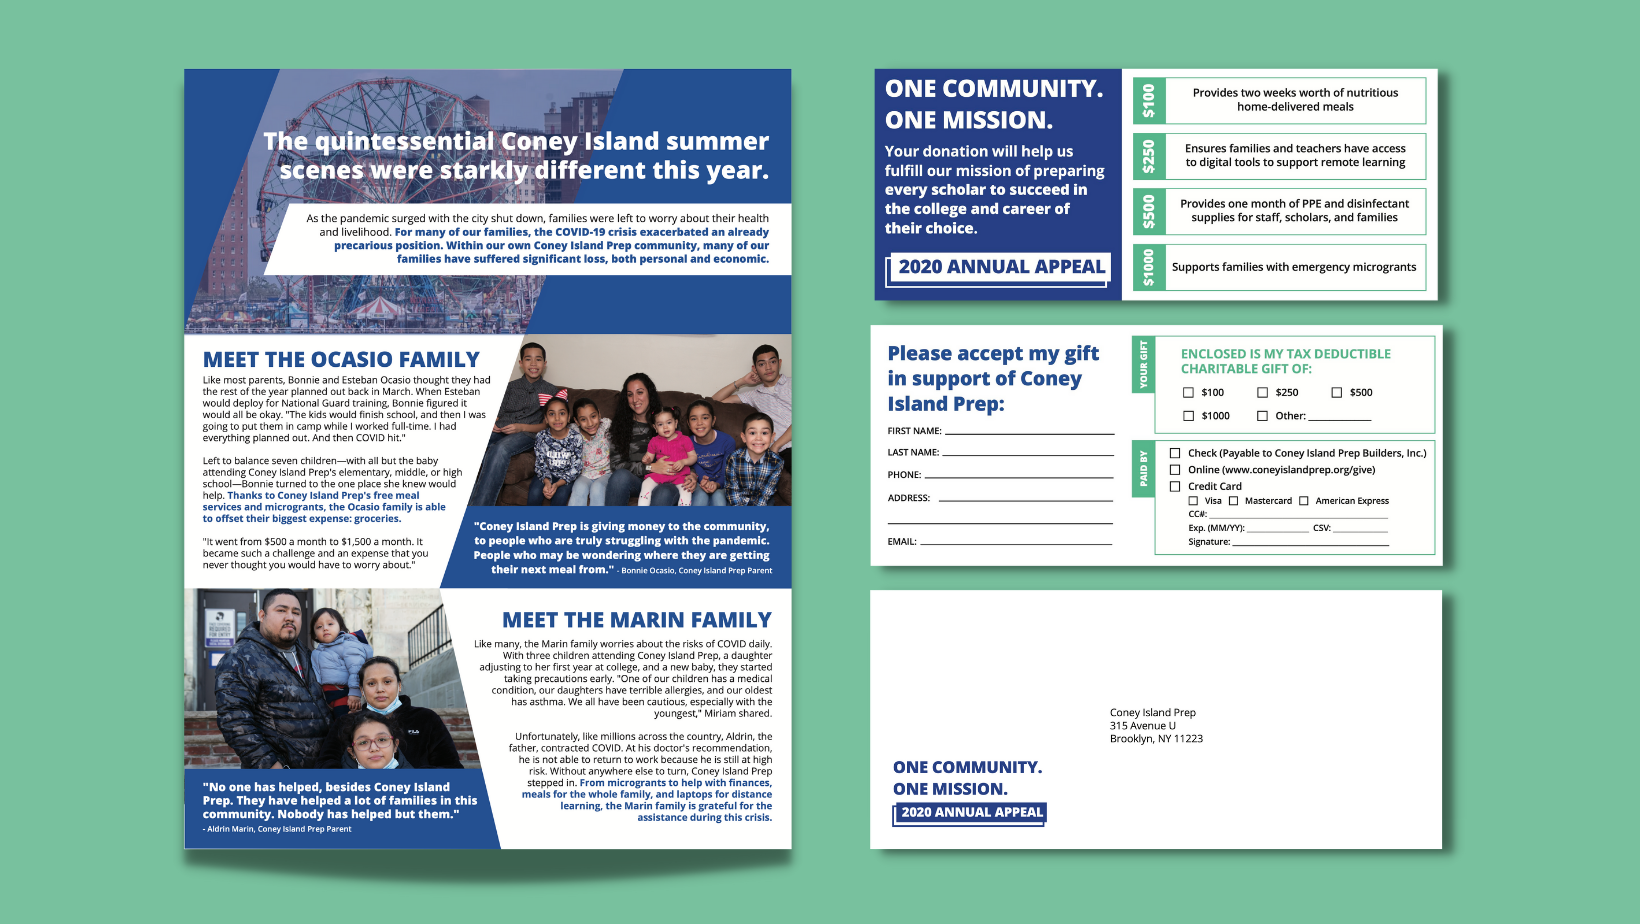 The quintessential Coney Island summer
scenes were starkly different this year.
As the pandemic surged with the city shut down, families were left to worry about their health
and livelihood. For many of our families, the COVID-19 crisis exacerbated an already
precarious position. Within our own Coney Island Prep community, many of our
families have suffered significant loss, both personal and economic.
MEET THE OCASIO FAMILY
Like most parents, Bonnie and Esteban Ocasio thought they had
the rest of the year planned out back in March. When Esteban
would deploy for National Guard training, Bonnie figured it
would all be okay. "The kids would finish school, and then I was
going to put them in camp while I worked full-time. I had
everything planned out. And then COVID hit."
Left to balance seven children—with all but the baby
attending Coney Island Prep's elementary, middle, or high
school—Bonnie turned to the one place she knew would
help. Thanks to Coney Island Prep's free meal
services and microgrants, the Ocasio family is able
to offset their biggest expense: groceries.
"It went from $500 a month to $1,500 a month. It
became such a challenge and an expense that you
never thought you would have to worry about."
"Coney Island Prep is giving money to the community,
to people who are truly struggling with the pandemic.
People who may be wondering where they are getting
their next meal from." - Bonnie Ocasio, Coney Island Prep Parent
"No one has helped, besides Coney Island
Prep. They have helped a lot of families in this
community. Nobody has helped but them."
- Aldrin Marin, Coney Island Prep Parent
MEET THE MARIN FAMILY
Like many, the Marin family worries about the risks of COVID daily.
With three children attending Coney Island Prep, a daughter
adjusting to her first year at college, and a new baby, they started
taking precautions early. "One of our children has a medical
condition, our daughters have terrible allergies, and our oldest
has asthma. We all have been cautious, especially with the
youngest," Miriam shared.
Unfortunately, like millions across the country, Aldrin, the
father, contracted COVID. At his doctor's recommendation,
he is not able to return to work because he is still at high
risk. Without anywhere else to turn, Coney Island Prep
stepped in. From microgrants to help with finances,
meals for the whole family, and laptops for distance
learning, the Marin family is grateful for the
assistance during this crisis.
ONE COMMUNITY.
ONE MISSION.
Your donation will help us
fulfill our mission of preparing
every scholar to succeed in
the college and career of
their choice.
2020 ANNUAL APPEAL
$100
Provides two weeks worth of nutritious
home-delivered meals
$250
Ensures families and teachers have access
to digital tools to support remote learning
$500
Provides one month of PPE and disinfectant
supplies for staff, scholars, and families
$1000
Supports families with emergency microgrants
Please accept my gift
in support of Coney
Island Prep:
FIRST NAME:
LAST NAME:
PHONE:
ADDRESS:
EMAIL:
YOUR GIFT
ENCLOSED IS MY TAX DEDUCTIBLE
CHARITABLE GIFT OF:
$100 $250 $500
$1000 Other:
PAID BY
Check (Payable to Coney Island Prep Builders, Inc.)
Online (www.coneyislandprep.org/give)
Credit Card
Visa Mastercard American Express
CC#:
Exp. (MM/YY): CSV:
Signature:
Coney Island Prep
315 Avenue U
Brooklyn, NY 11223
ONE COMMUNITY.
ONE MISSION.
2020 ANNUAL APPEAL